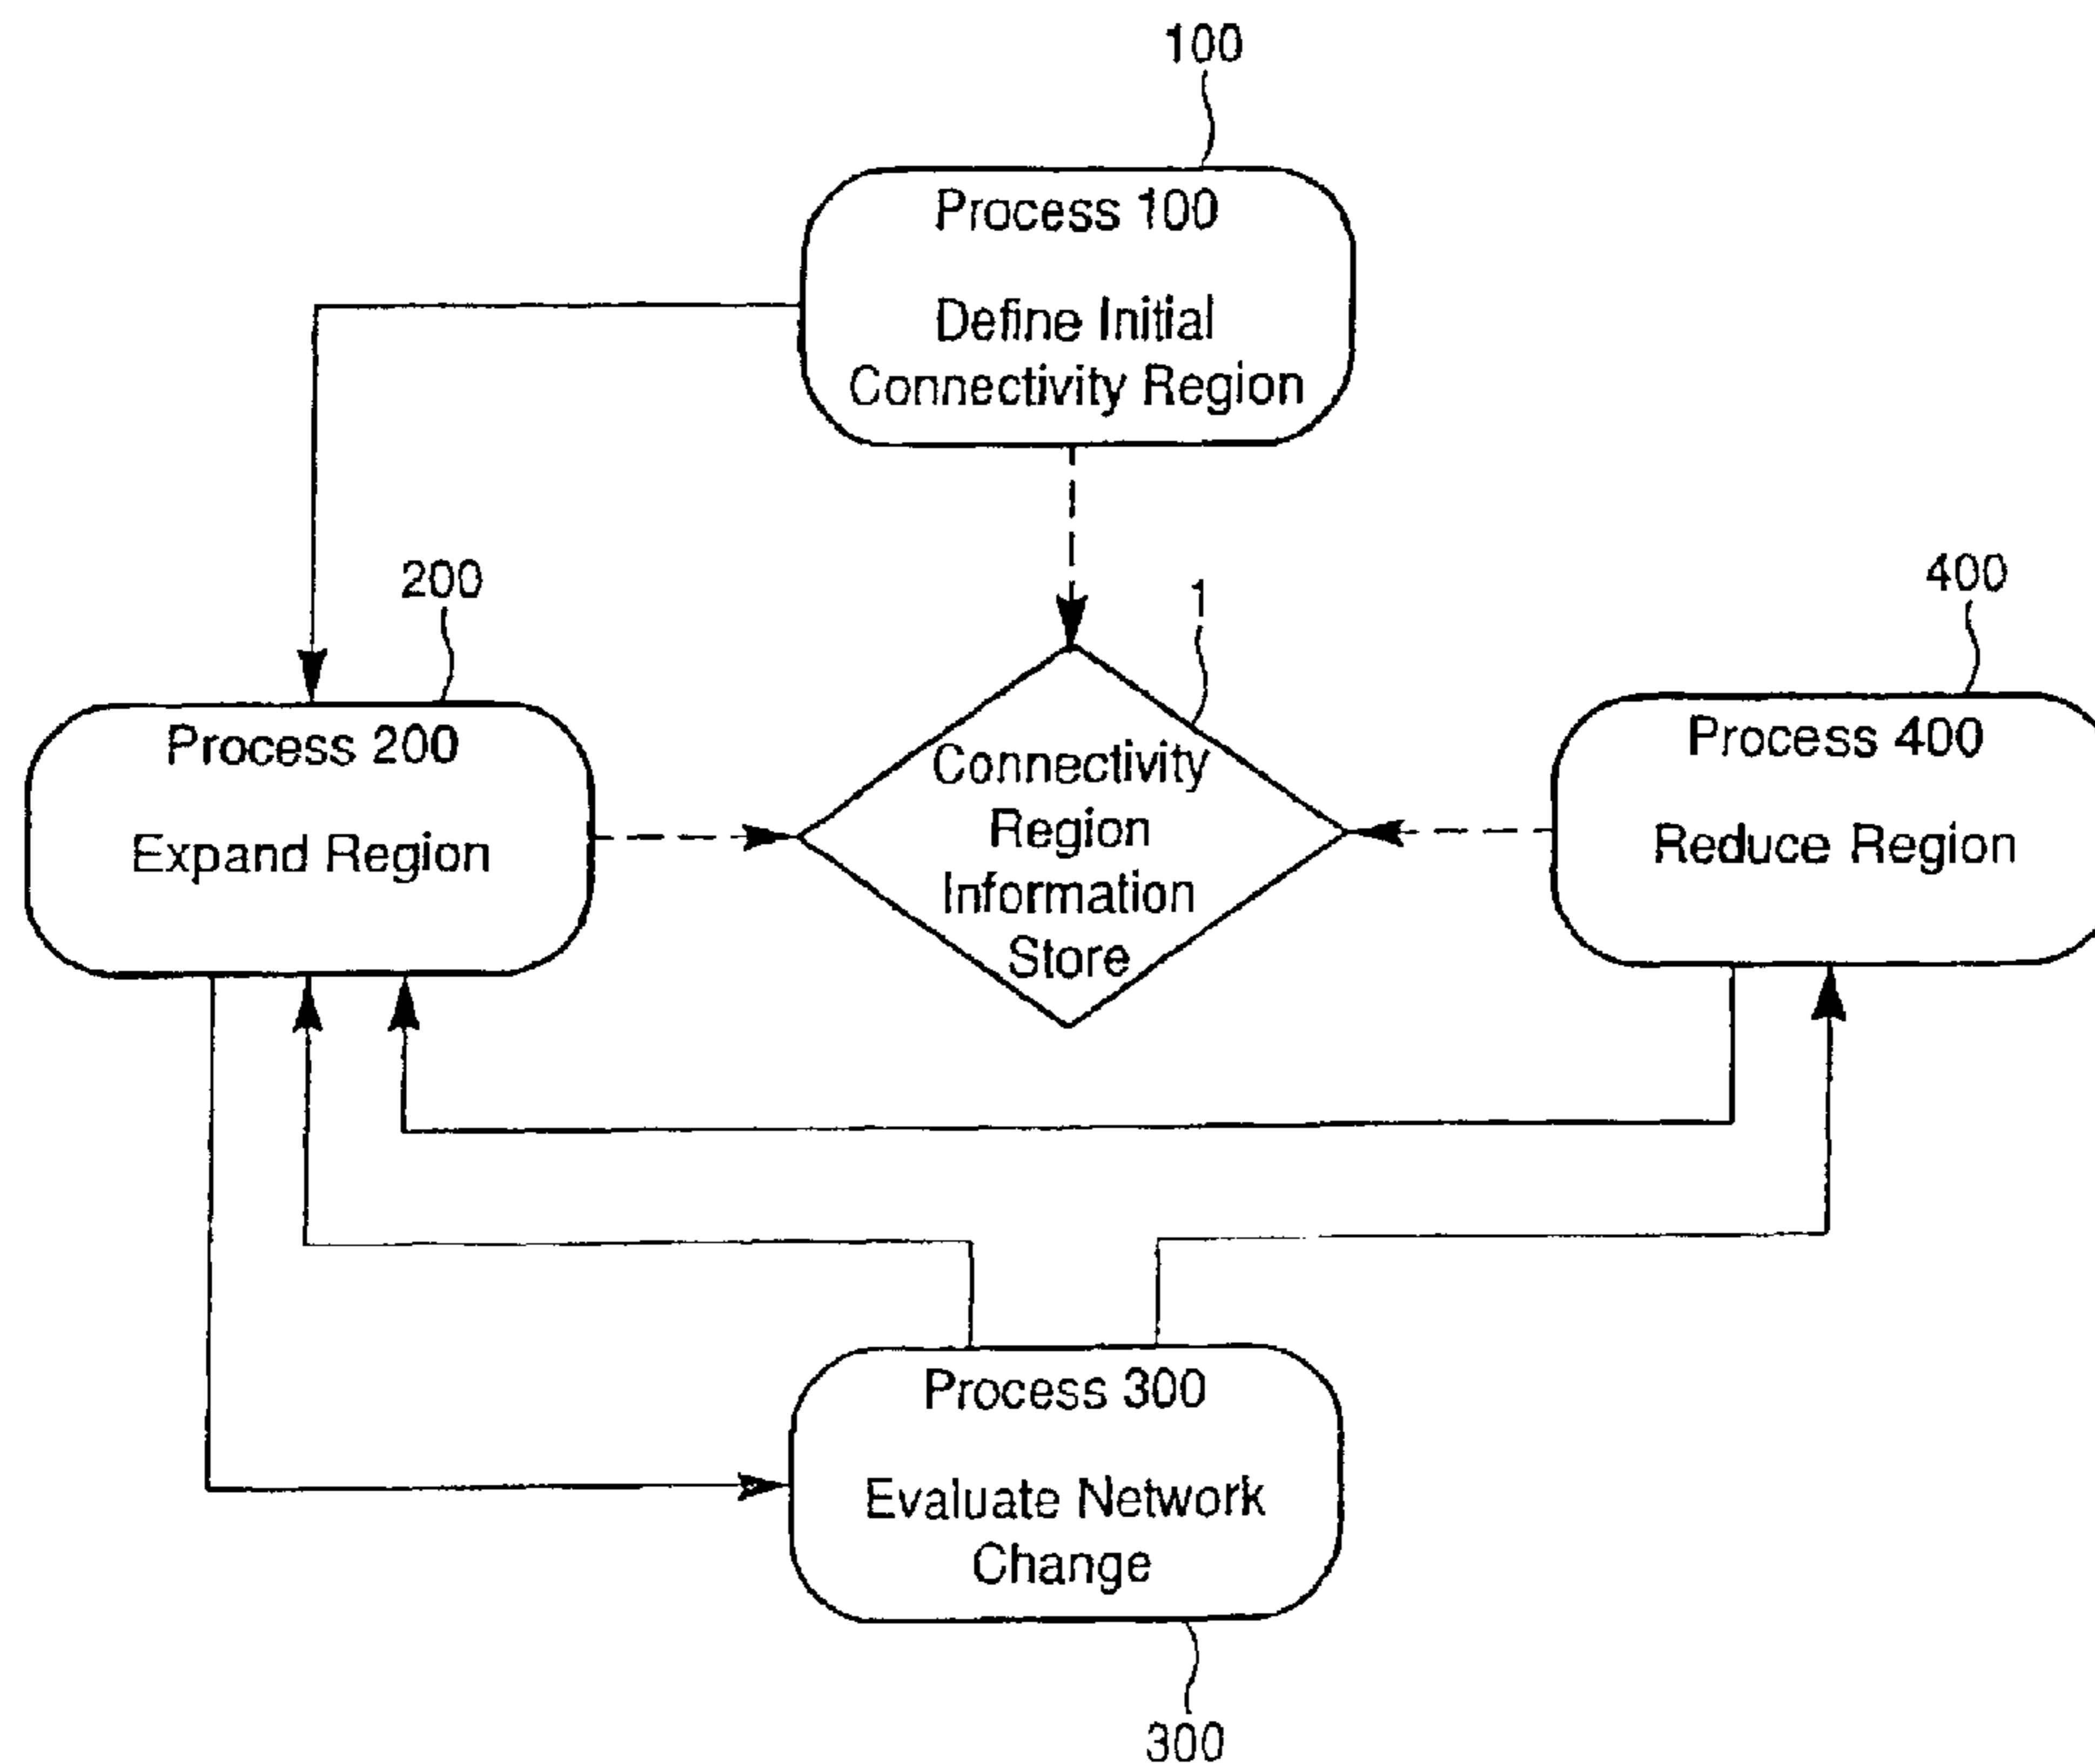 100
Process 100
Define Initial
Connectivity Region
200
Process 200
Expand Region
1
Connectivity
Region
Information
Store
400
Process 400
Reduce Region
Process 300
Evaluate Network
Change
300